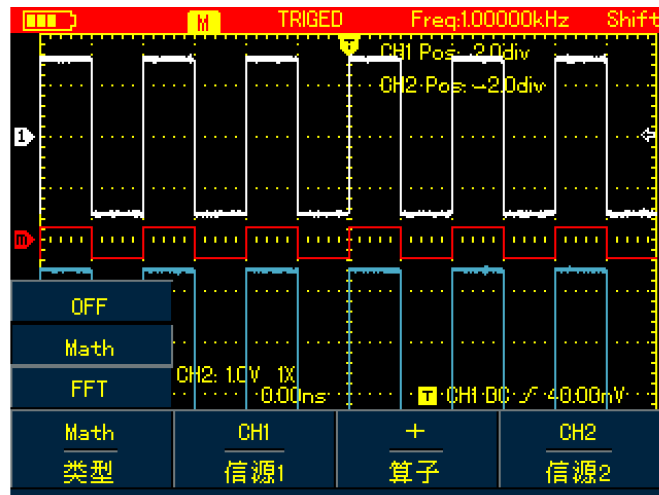 M TRIGED Freq:1.00000kHz Shift
T CH1 Pos: 2.0div
CH2 Pos: -2.0div
1
m
OFF
Math
FFT
CH2: 1.0V 1X
0.00ns T CH1 DC 40.00mV
Math CH1 + CH2
类型 信源1 算子 信源2